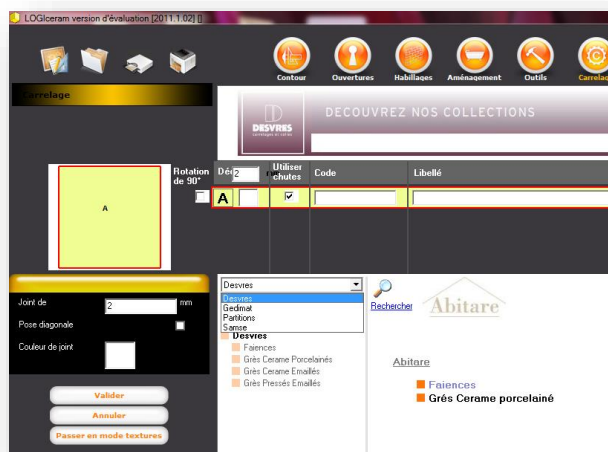 LOGIceram version d'évaluation [2011.1.02] []
Contour
Ouvertures
Habillages
Aménagement
Outils
Carrelag
Carrelage
DESVRES
DECOUVREZ NOS COLLECTIONS
Rotation de 90°
Déc
2
Utiliser chutes
Code
Libellé
A
A
Joint de
2
mm
Pose diagonale
Couleur de joint
Valider
Annuler
Passer en mode textures
Desvres
Desvres
Gedimat
Partitions
Samse
Desvres
Faiences
Grès Cerame Porcelainés
Grès Cerame Emaillés
Grès Pressés Emaillés
Rechercher
Abitare
Abitare
Faiences
Grés Cerame porcelainé